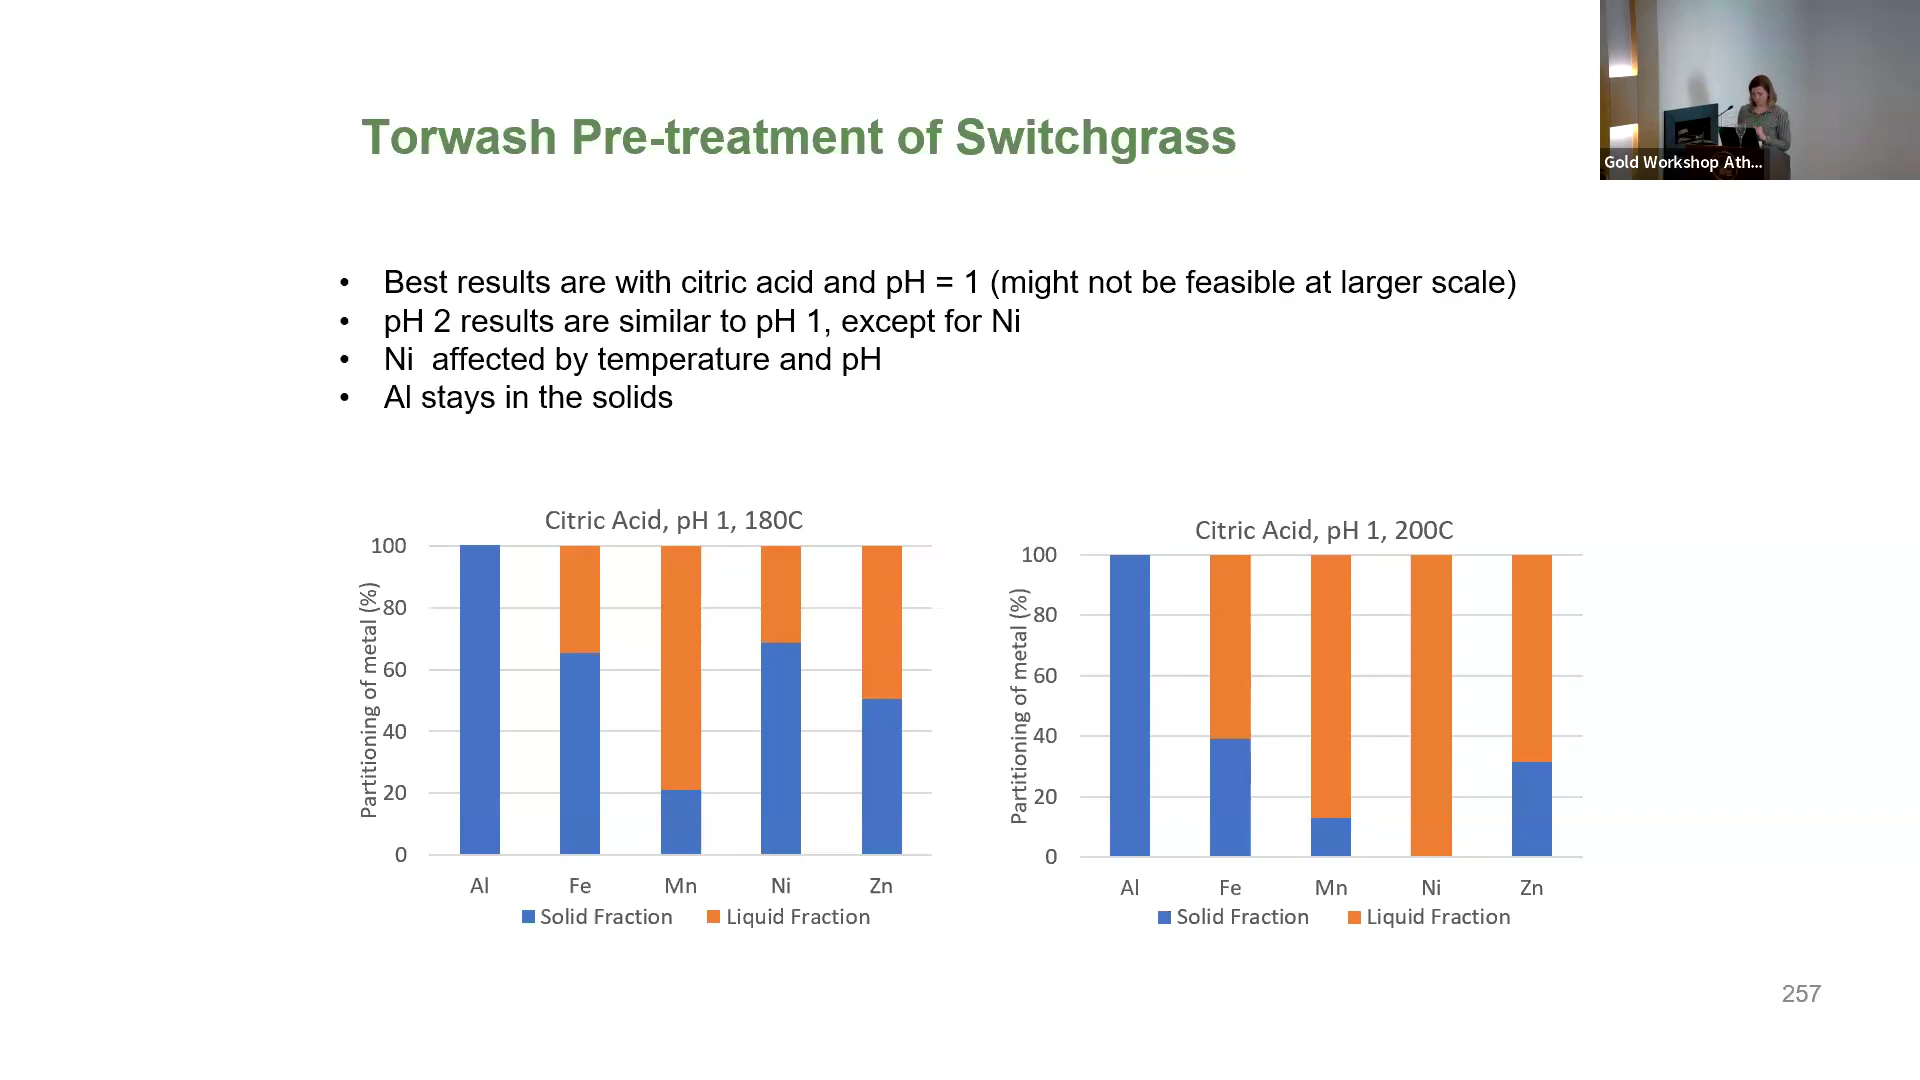 Torwash Pre-treatment of Switchgrass
Gold Workshop Ath...
• Best results are with citric acid and pH = 1 (might not be feasible at larger scale)
• pH 2 results are similar to pH 1, except for Ni
• Ni  affected by temperature and pH
• Al stays in the solids
Citric Acid, pH 1, 180C
Partitioning of metal (%)
100
80
60
40
20
0
Al Fe Mn Ni Zn
Solid Fraction Liquid Fraction
Citric Acid, pH 1, 200C
Partitioning of metal (%)
100
80
60
40
20
0
Al Fe Mn Ni Zn
Solid Fraction Liquid Fraction
257